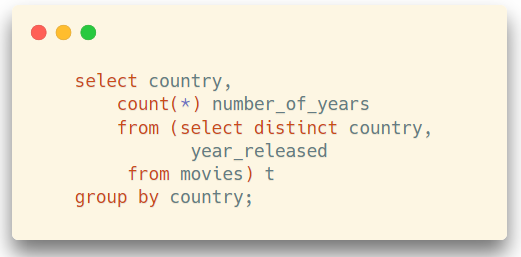 select country,
count(*) number_of_years
from (select distinct country,
year_released
from movies) t
group by country;